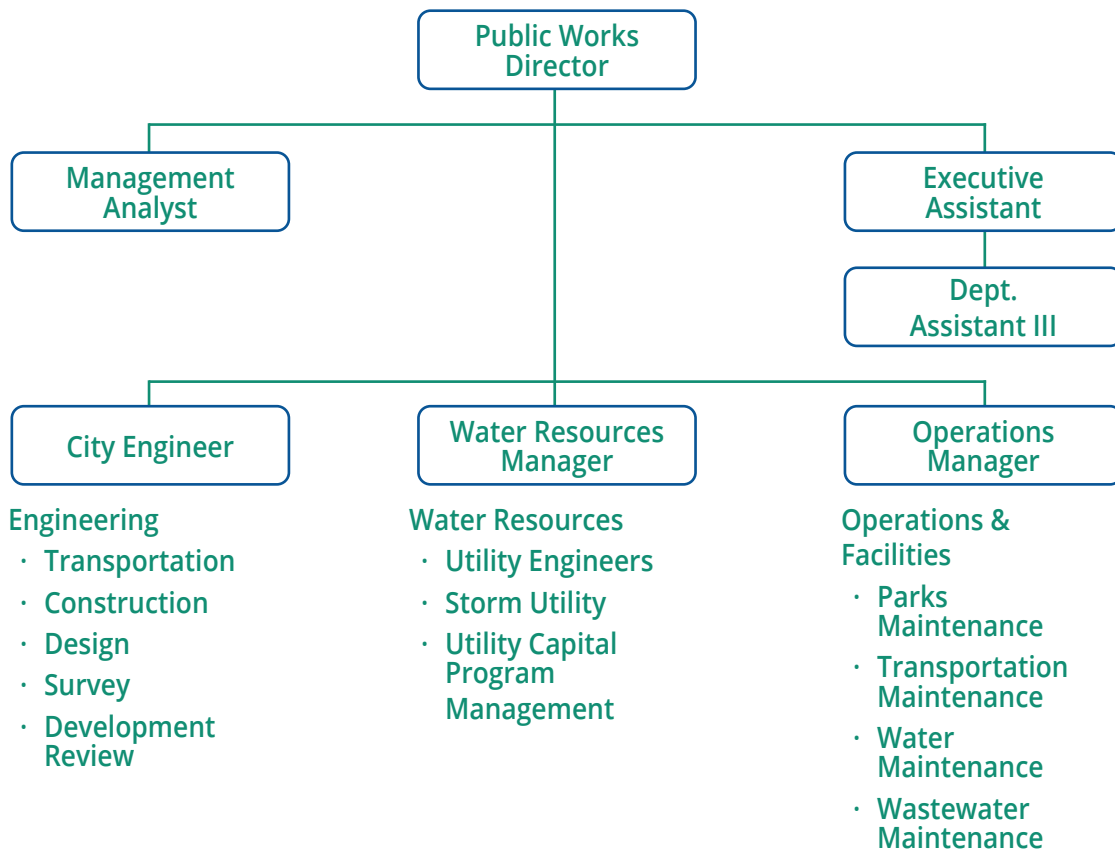 Public Works
Director
Management
Analyst
Executive
Assistant
Dept.
Assistant III
City Engineer
Water Resources
Manager
Operations
Manager
Engineering
· Transportation
· Construction
· Design
· Survey
· Development
Review
Water Resources
· Utility Engineers
· Storm Utility
· Utility Capital
Program
Management
Operations &
Facilities
· Parks
Maintenance
· Transportation
Maintenance
· Water
Maintenance
· Wastewater
Maintenance